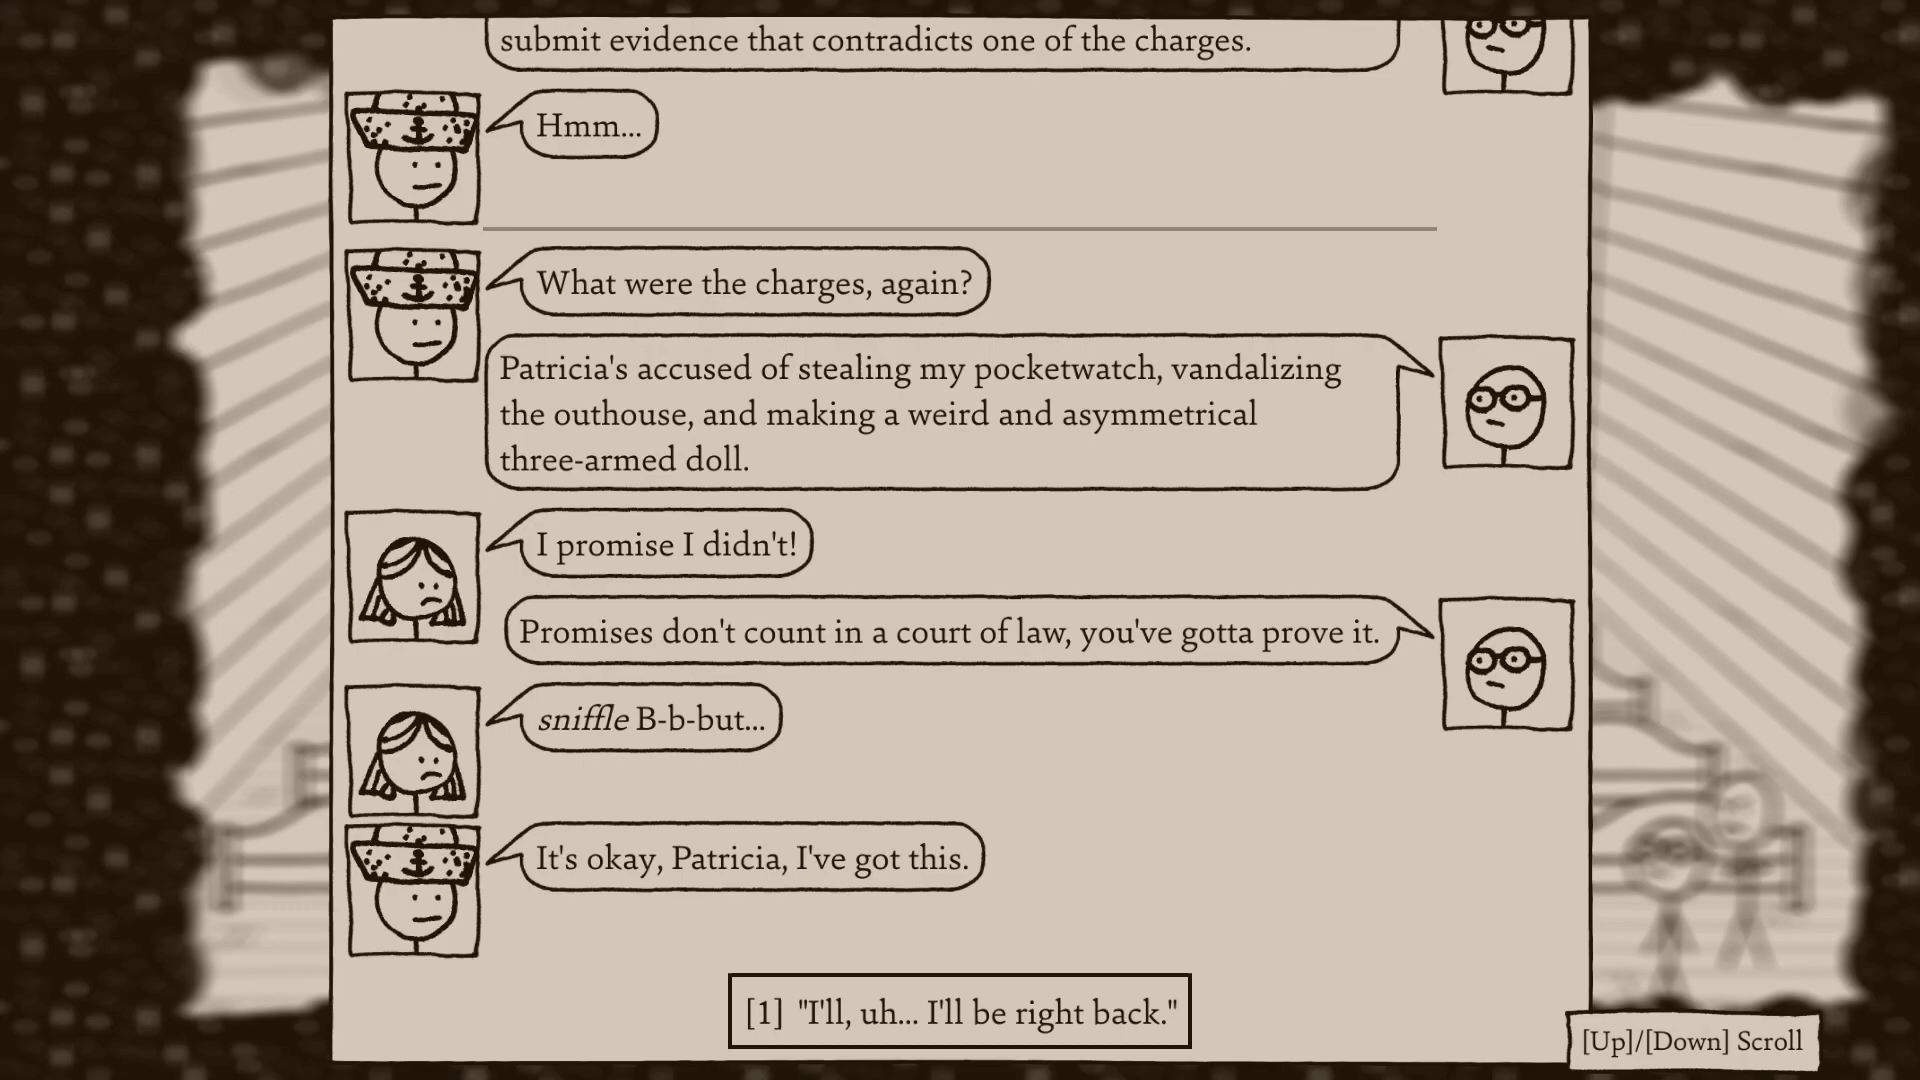 submit evidence that contradicts one of the charges.
Hmm...
What were the charges, again?
Patricia's accused of stealing my pocketwatch, vandalizing
the outhouse, and making a weird and asymmetrical
three-armed doll.
I promise I didn't!
Promises don't count in a court of law, you've gotta prove it.
sniffle B-b-but...
It's okay, Patricia, I've got this.
[1] "I'll, uh... I'll be right back."
[Up]/[Down] Scroll